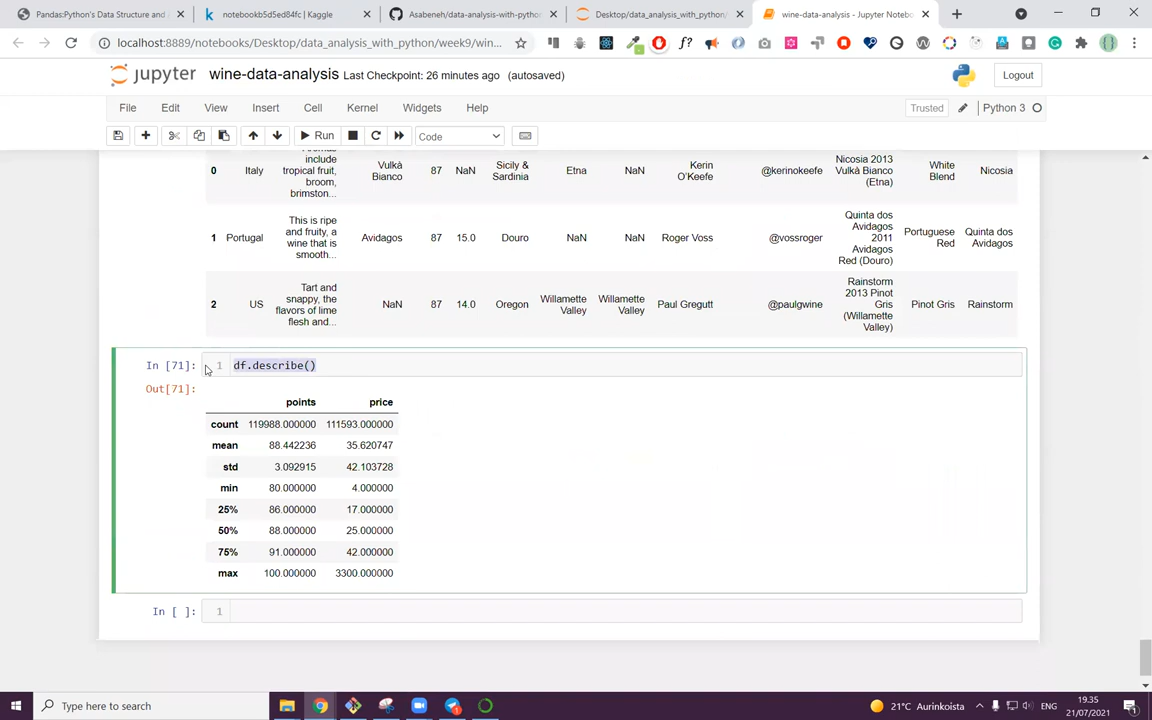 Pandas:Python's Data Structure and
notebookb5d5ed84fc | Kaggle
Asabeneh/data-analysis-with-python
Desktop/data_analysis_with_python/
wine-data-analysis - Jupyter Notebo
localhost:8889/notebooks/Desktop/data_analysis_with_python/week9/win...
jupyter wine-data-analysis Last Checkpoint: 26 minutes ago (autosaved)
Logout
File Edit View Insert Cell Kernel Widgets Help
Trusted Python 3
Run Code
0 Italy include tropical fruit, broom, brimston... Vulkà Bianco 87 NaN Sicily & Sardinia Etna NaN Kerin O'Keefe @kerinokeefe Nicosia 2013 Vulkà Bianco (Etna) White Blend Nicosia
1 Portugal This is ripe and fruity, a wine that is smooth... Avidagos 87 15.0 Douro NaN NaN Roger Voss @vossroger Quinta dos Avidagos 2011 Avidagos Red (Douro) Portuguese Red Quinta dos Avidagos
2 US Tart and snappy, the flavors of lime flesh and... NaN 87 14.0 Oregon Willamette Valley Willamette Valley Paul Gregutt @paulgwine Rainstorm 2013 Pinot Gris (Willamette Valley) Pinot Gris Rainstorm
In [71]: 1 df.describe()
Out[71]:
points price
count 119988.000000 111593.000000
mean 88.442236 35.620747
std 3.092915 42.103728
min 80.000000 4.000000
25% 86.000000 17.000000
50% 88.000000 25.000000
75% 91.000000 42.000000
max 100.000000 3300.000000
In [ ]: 1
Type here to search
21°C Aurinkoista
ENG
19.35
21/07/2021